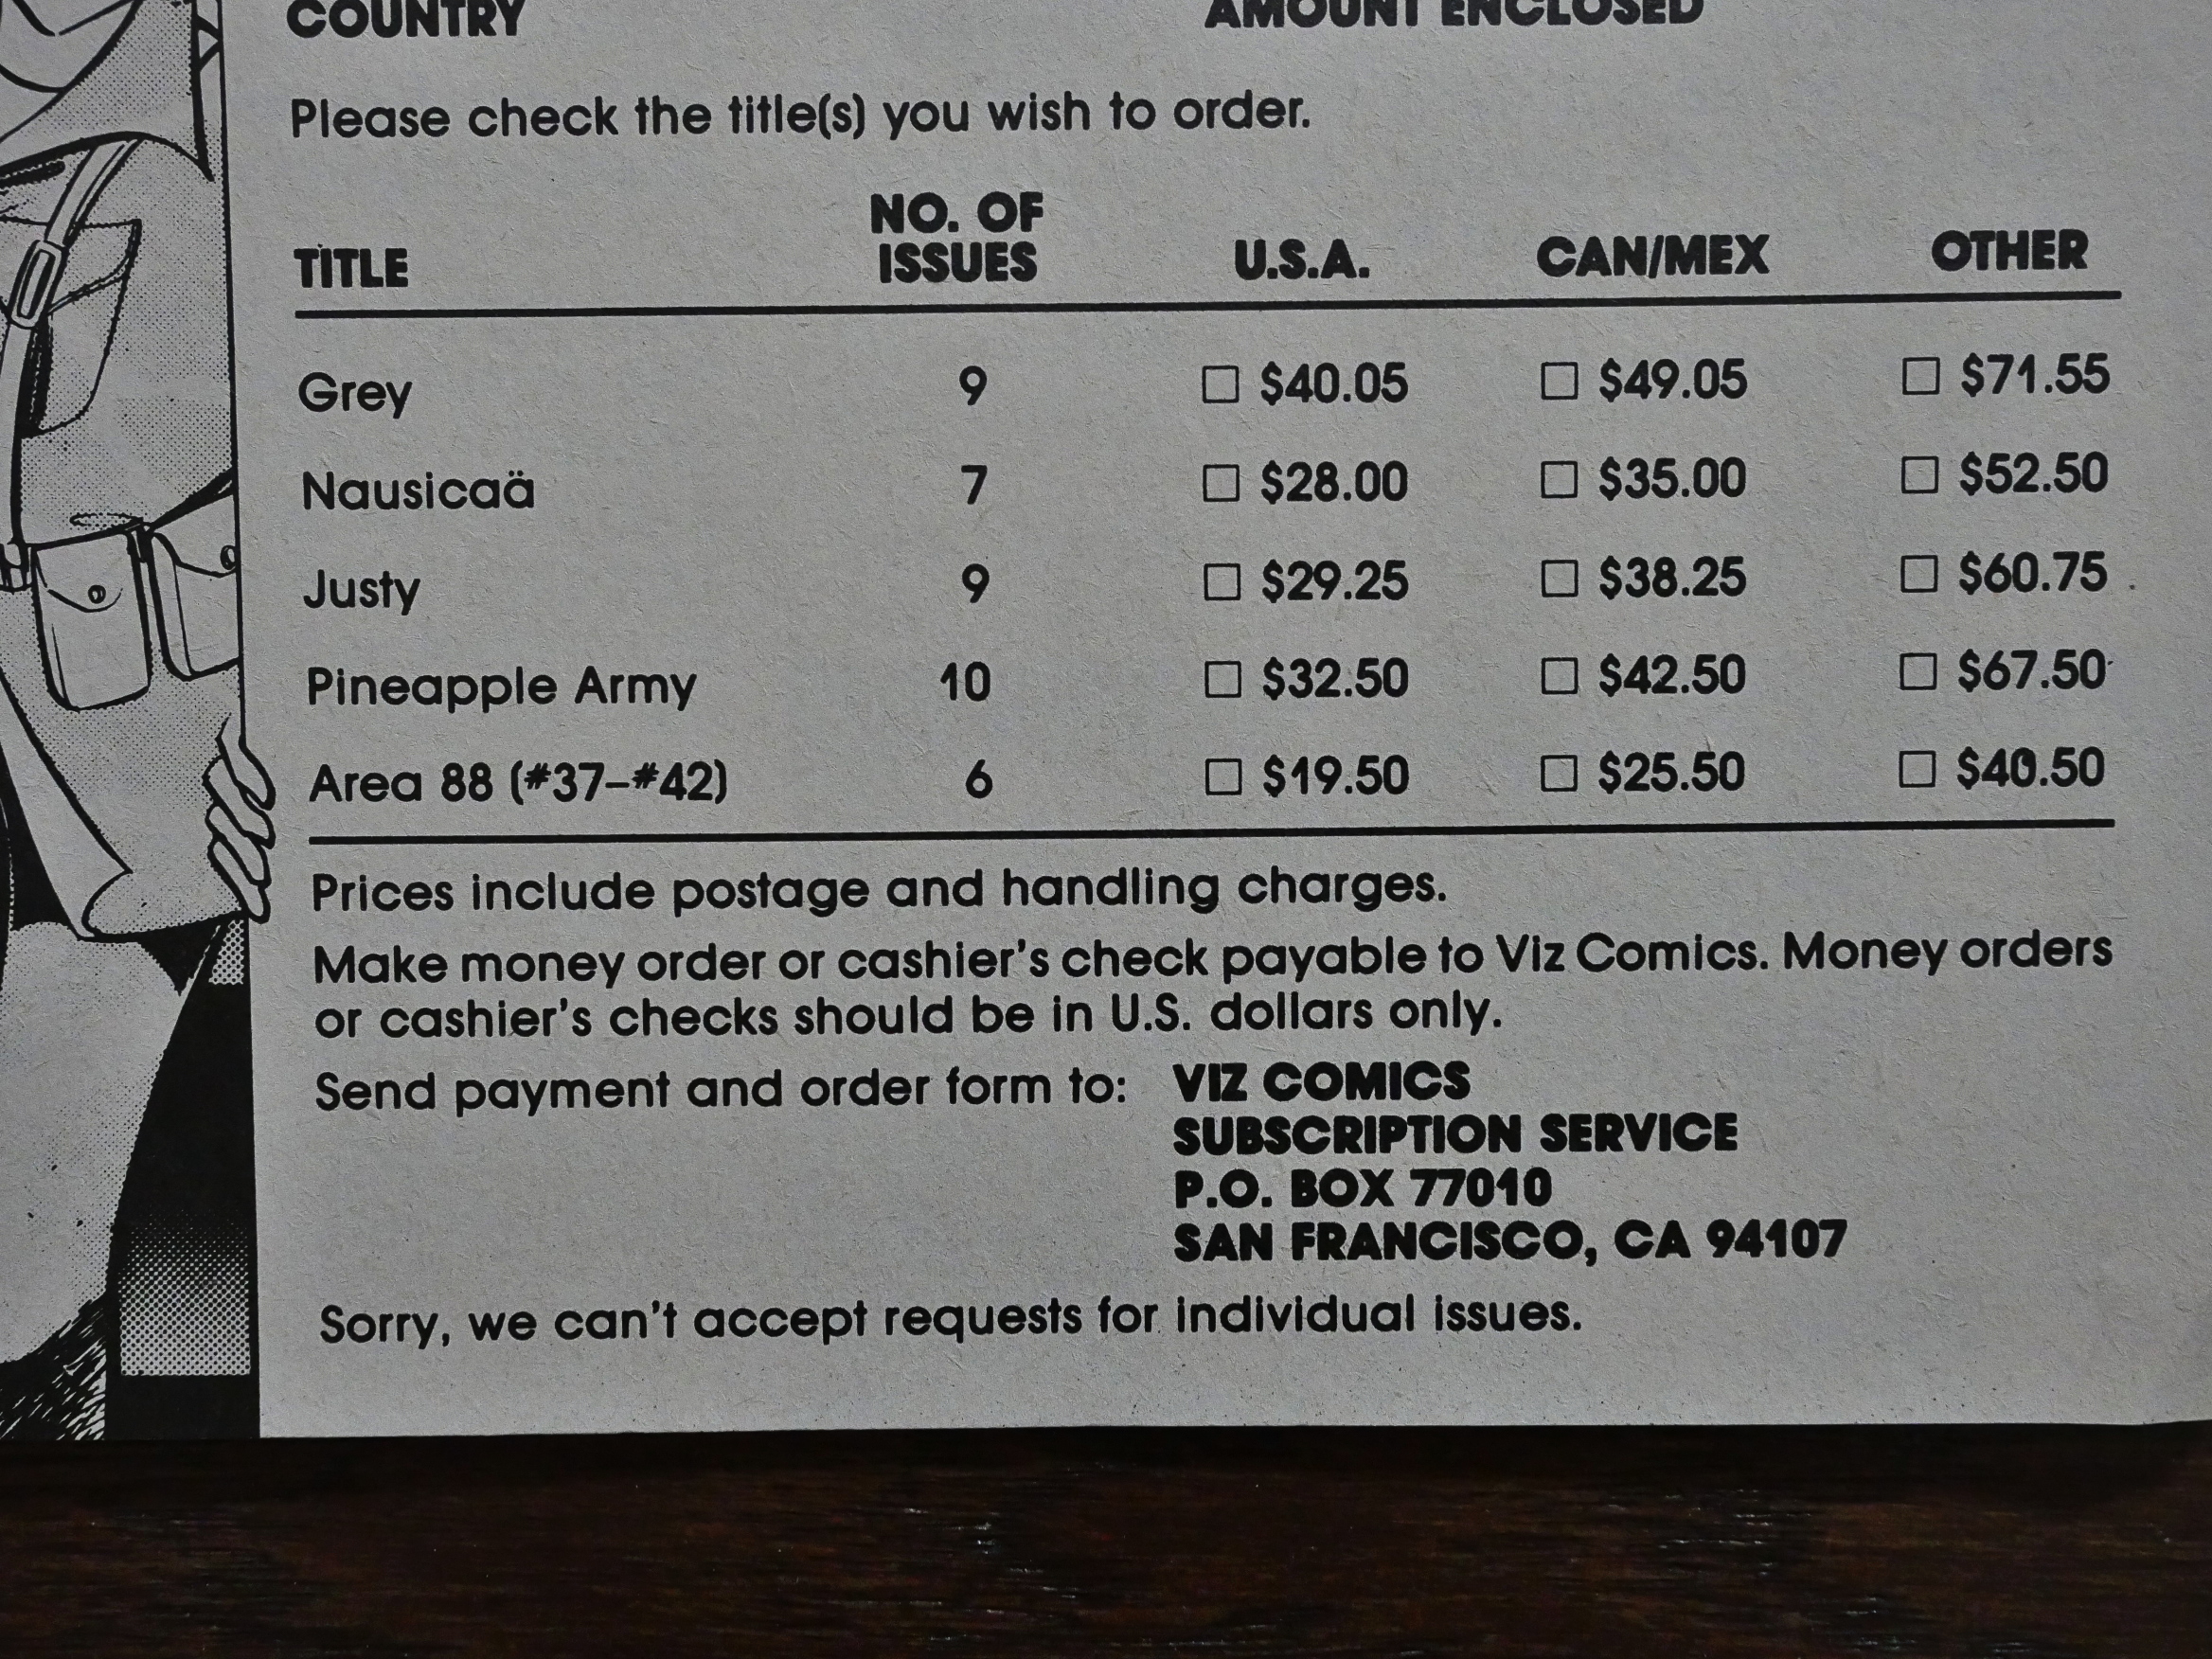 COUNTRY AMOUNT ENCLOSED
Please check the title(s) you wish to order.
NO. OF
TITLE ISSUES U.S.A. CAN/MEX OTHER
Grey 9 $40.05 $49.05 $71.55
Nausicaä 7 $28.00 $35.00 $52.50
Justy 9 $29.25 $38.25 $60.75
Pineapple Army 10 $32.50 $42.50 $67.50
Area 88 (#37–#42) 6 $19.50 $25.50 $40.50
Prices include postage and handling charges.
Make money order or cashier's check payable to Viz Comics. Money orders
or cashier's checks should be in U.S. dollars only.
Send payment and order form to: VIZ COMICS
SUBSCRIPTION SERVICE
P.O. BOX 77010
SAN FRANCISCO, CA 94107
Sorry, we can't accept requests for individual issues.